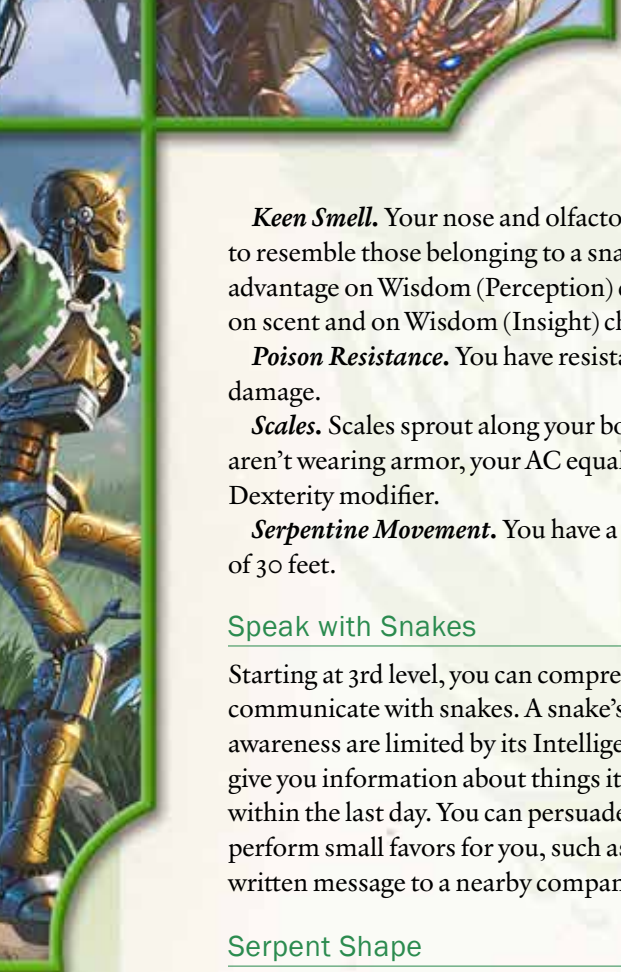 Keen Smell. Your nose and olfacto
to resemble those belonging to a sna
advantage on Wisdom (Perception)
on scent and on Wisdom (Insight) ch
Poison Resistance. You have resista
damage.
Scales. Scales sprout along your bo
aren't wearing armor, your AC equal
Dexterity modifier.
Serpentine Movement. You have a
of 30 feet.
Speak with Snakes
Starting at 3rd level, you can compre
communicate with snakes. A snake's
awareness are limited by its Intellige
give you information about things it
within the last day. You can persuade
perform small favors for you, such as
written message to a nearby compan
Serpent Shape